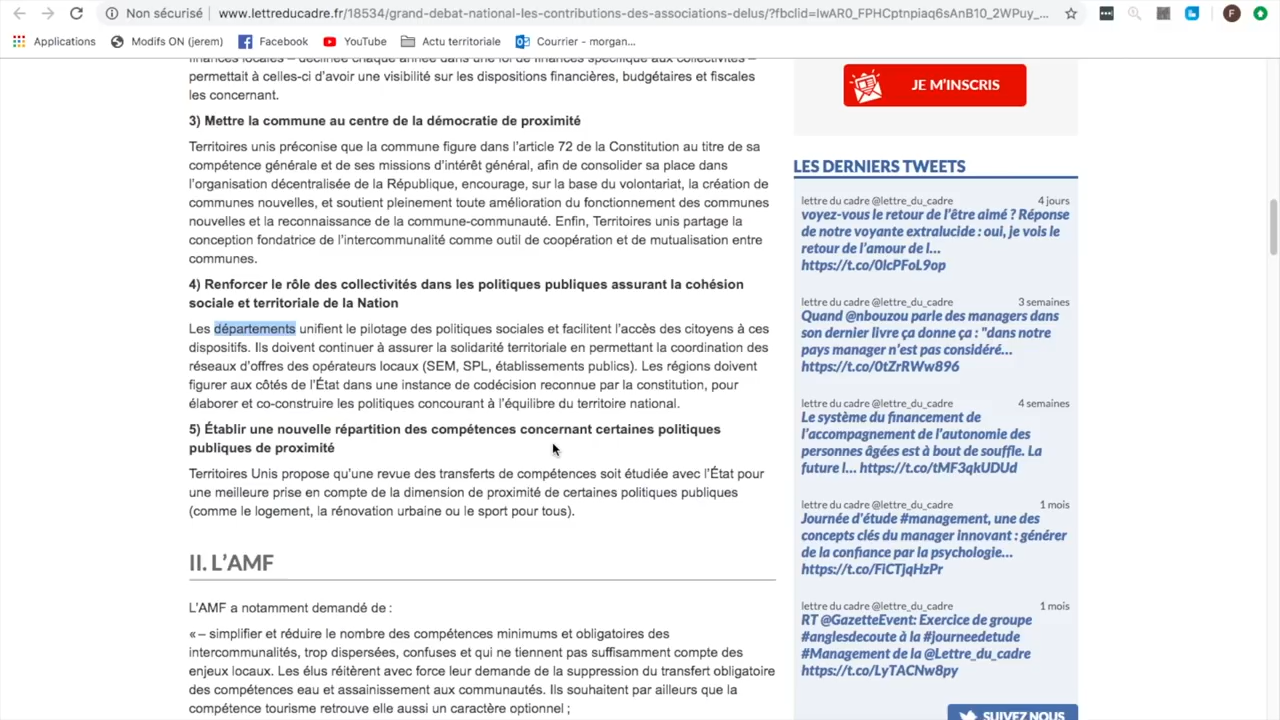 Non sécurisé
www.lettreducadre.fr/18534/grand-debat-national-les-contributions-des-associations-delus/?fbclid=IwAR0_FPHCptnpiaq6sAnB10_2WPuy_...
F
Applications
Modifs ON (jerem)
Facebook
YouTube
Actu territoriale
Courrier - morgan...
finances locales – déclinée chaque année dans une loi de finances spécifique aux collectivités –
permettait à celles-ci d'avoir une visibilité sur les dispositions financières, budgétaires et fiscales
les concernant.
3) Mettre la commune au centre de la démocratie de proximité
Territoires unis préconise que la commune figure dans l'article 72 de la Constitution au titre de sa
compétence générale et de ses missions d'intérêt général, afin de consolider sa place dans
l'organisation décentralisée de la République, encourage, sur la base du volontariat, la création de
communes nouvelles, et soutient pleinement toute amélioration du fonctionnement des communes
nouvelles et la reconnaissance de la commune-communauté. Enfin, Territoires unis partage la
conception fondatrice de l'intercommunalité comme outil de coopération et de mutualisation entre
communes.
4) Renforcer le rôle des collectivités dans les politiques publiques assurant la cohésion
sociale et territoriale de la Nation
Les départements unifient le pilotage des politiques sociales et facilitent l'accès des citoyens à ces
dispositifs. Ils doivent continuer à assurer la solidarité territoriale en permettant la coordination des
réseaux d'offres des opérateurs locaux (SEM, SPL, établissements publics). Les régions doivent
figurer aux côtés de l'État dans une instance de codécision reconnue par la constitution, pour
élaborer et co-construire les politiques concourant à l'équilibre du territoire national.
5) Établir une nouvelle répartition des compétences concernant certaines politiques
publiques de proximité
Territoires Unis propose qu'une revue des transferts de compétences soit étudiée avec l'État pour
une meilleure prise en compte de la dimension de proximité de certaines politiques publiques
(comme le logement, la rénovation urbaine ou le sport pour tous).
II. L'AMF
L'AMF a notamment demandé de :
« – simplifier et réduire le nombre des compétences minimums et obligatoires des
intercommunalités, trop dispersées, confuses et qui ne tiennent pas suffisamment compte des
enjeux locaux. Les élus réitèrent avec force leur demande de la suppression du transfert obligatoire
des compétences eau et assainissement aux communautés. Ils souhaitent par ailleurs que la
compétence tourisme retrouve elle aussi un caractère optionnel ;
JE M'INSCRIS
LES DERNIERS TWEETS
lettre du cadre @lettre_du_cadre 4 jours
voyez-vous le retour de l'être aimé ? Réponse
de notre voyante extralucide : oui, je vois le
retour de l'amour de l...
https://t.co/0lcPFoL9op
lettre du cadre @lettre_du_cadre 3 semaines
Quand @nbouzou parle des managers dans
son dernier livre ça donne ça : "dans notre
pays manager n'est pas considéré...
https://t.co/0tZrRWw896
lettre du cadre @lettre_du_cadre 4 semaines
Le système du financement de
l'accompagnement de l'autonomie des
personnes âgées est à bout de souffle. La
future l... https://t.co/tMF3qkUDUd
lettre du cadre @lettre_du_cadre 1 mois
Journée d'étude #management, une des
concepts clés du manager innovant : générer
de la confiance par la psychologie...
https://t.co/FiCTjqHzPr
lettre du cadre @lettre_du_cadre 1 mois
RT @GazetteEvent: Exercice de groupe
#anglesdecoute à la #journeedetude
#Management de la @Lettre_du_cadre
https://t.co/LyTACNw8py
SUIVEZ NOUS